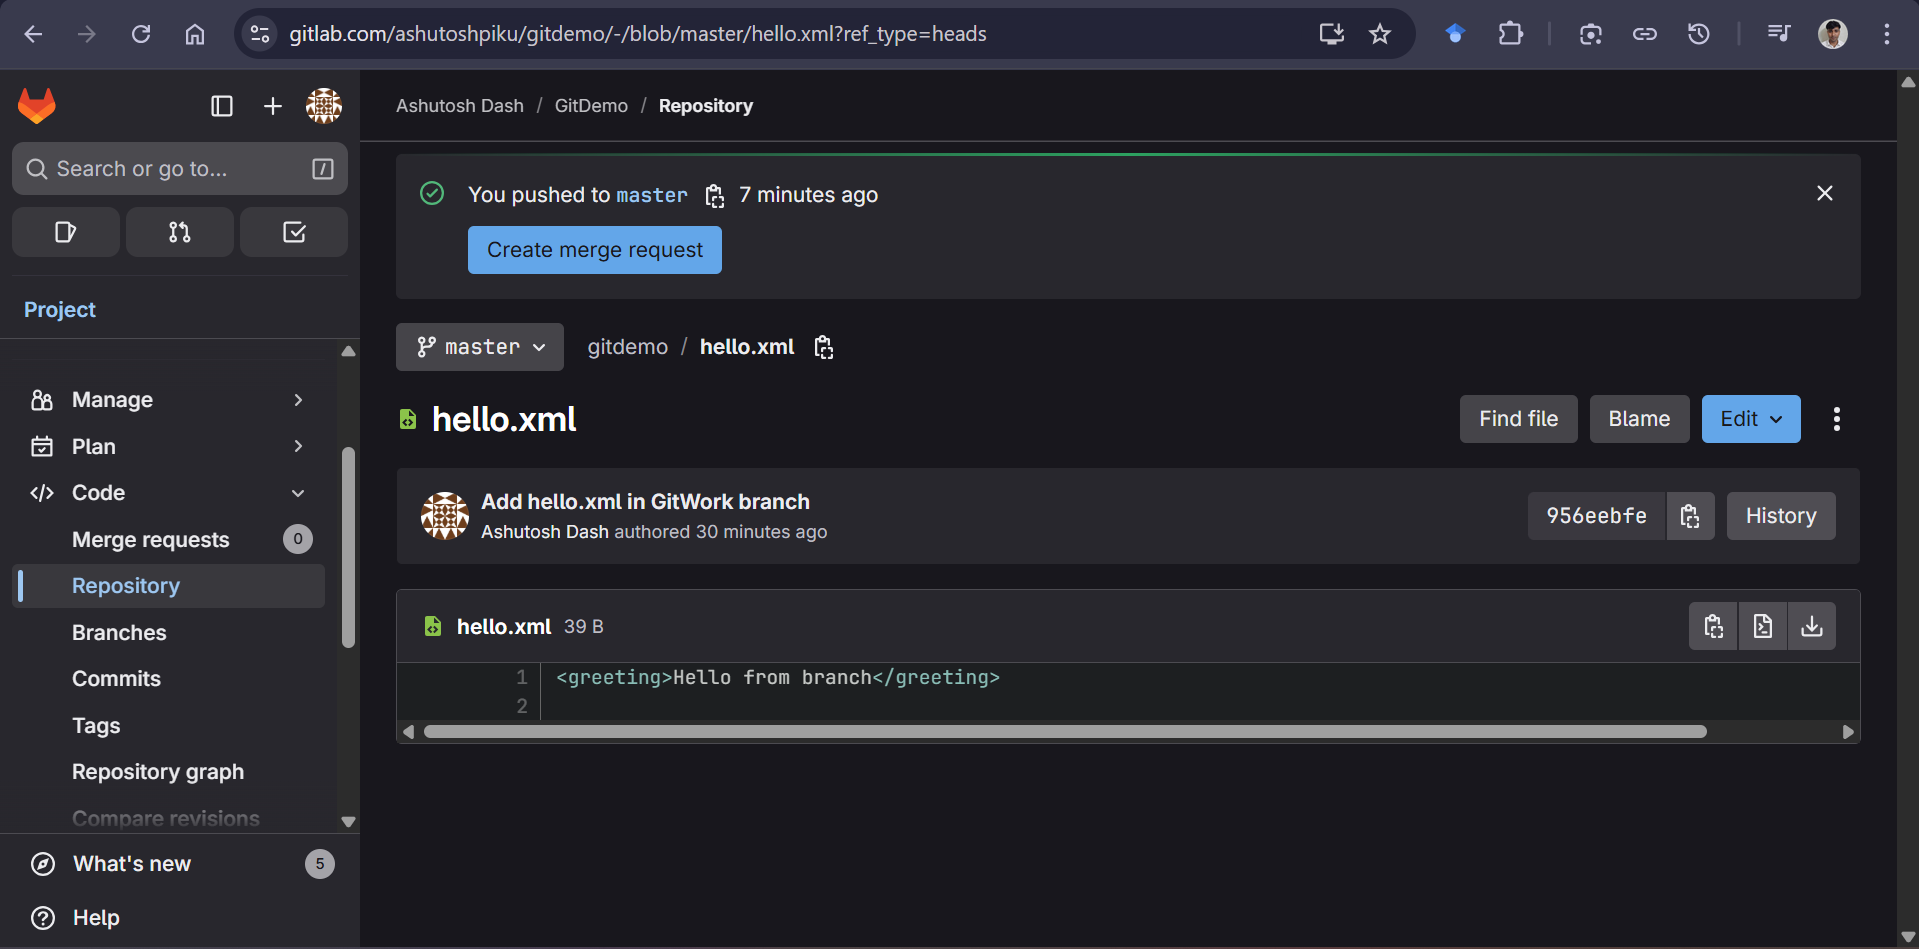 gitlab.com/ashutoshpiku/gitdemo/-/blob/master/hello.xml?ref_type=heads
Ashutosh Dash / GitDemo / Repository
Search or go to... /
Project
Manage
Plan
Code
Merge requests 0
Repository
Branches
Commits
Tags
Repository graph
Compare revisions
What's new 5
Help
You pushed to master 7 minutes ago
Create merge request
master gitdemo / hello.xml
hello.xml
Find file Blame Edit
Add hello.xml in GitWork branch
Ashutosh Dash authored 30 minutes ago
956eebfe History
hello.xml 39 B
1 <greeting>Hello from branch</greeting>
2